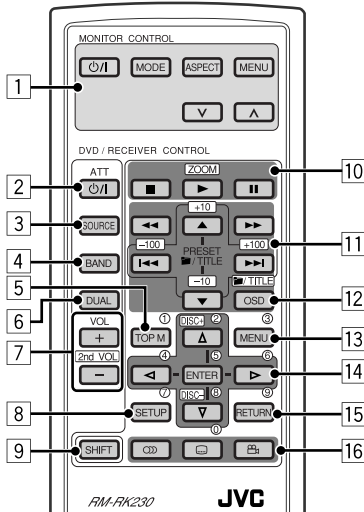 MONITOR CONTROL
⏻/I MODE ASPECT MENU
1
DVD / RECEIVER CONTROL
ATT
ZOOM
10
2
⏻/I
SOURCE
+10
3
–100 PRESET +100
11
/ TITLE
4
BAND
–10 / TITLE
5
DUAL
OSD
12
6
VOL
① DISC+ ② ③
+
TOP M MENU
13
7
2nd VOL
④ ⑤ ⑥
–
ENTER
14
⑦ DISC– ⑧ ⑨
8
SETUP RETURN
15
⓪
9
SHIFT
16
RM-RK230 JVC